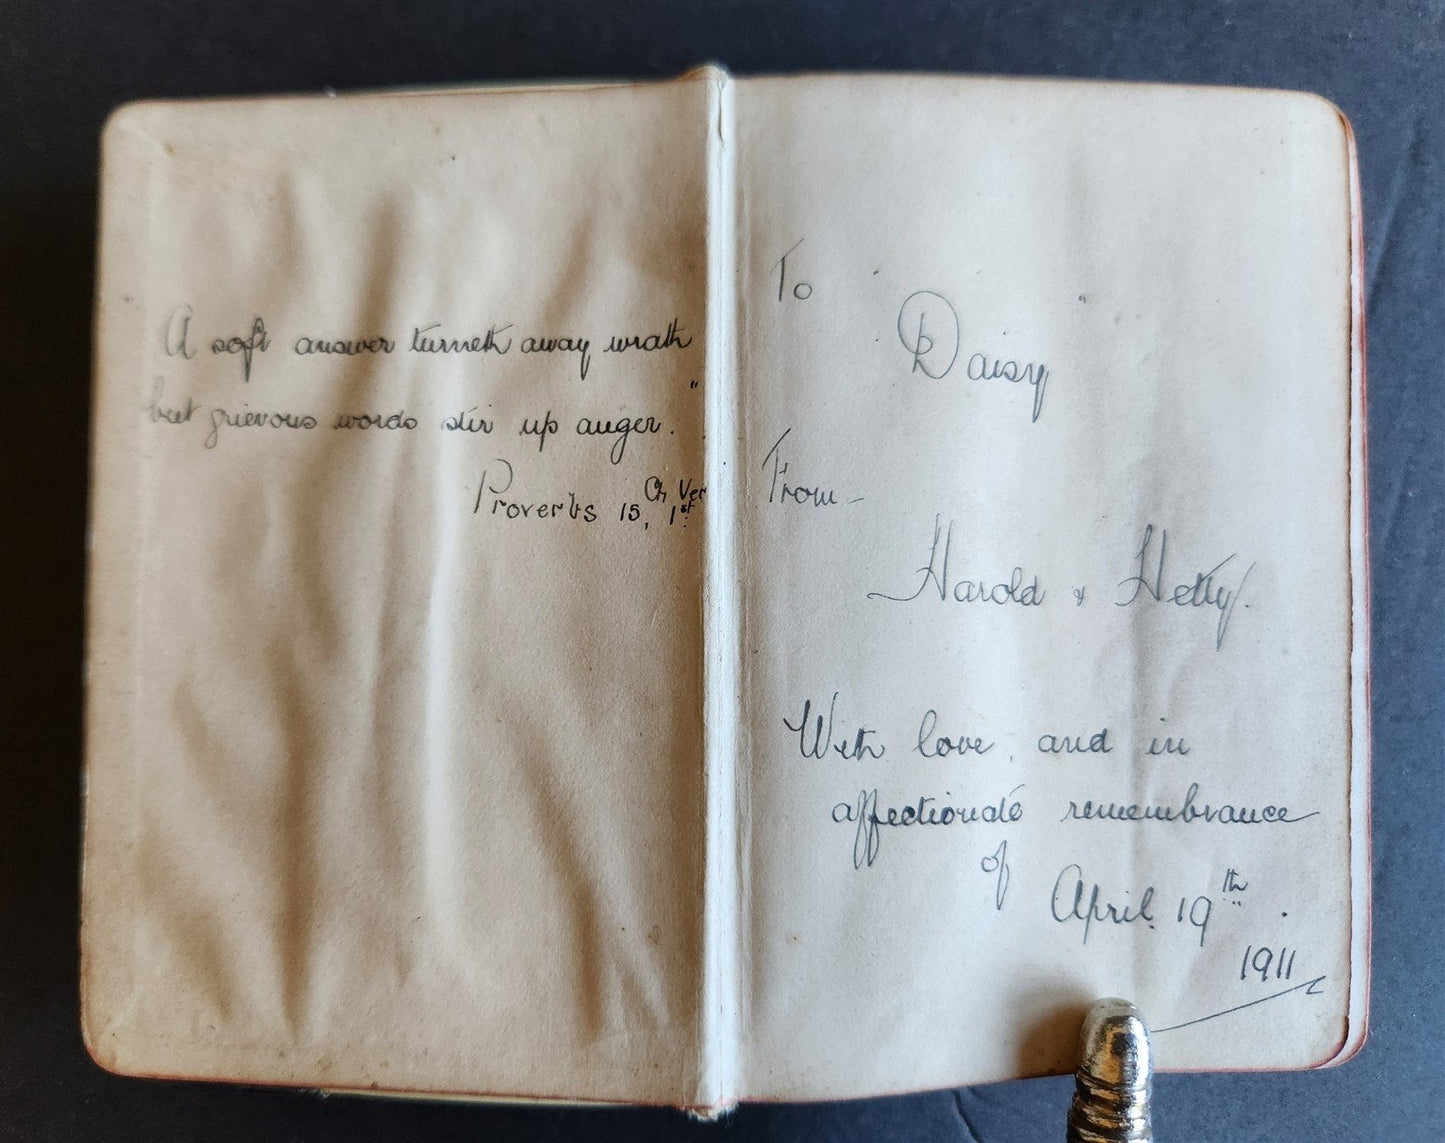 "A soft answer turneth away wrath
but grievous words stir up anger."
Ch Ver
Proverbs 15, 1st
To
"Daisy"
From –
Harold & Hetty.
With love, and in
affectionate remembrance
of
April 19th.
1911